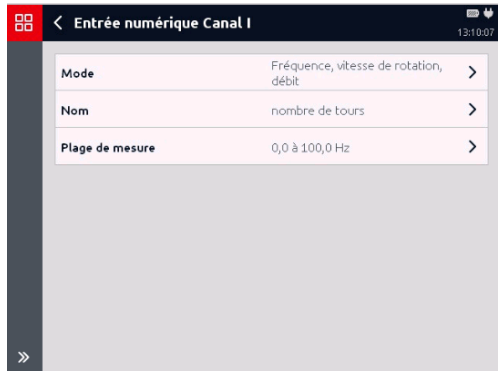 Entrée numérique Canal I
13:10:07
Mode
Fréquence, vitesse de rotation,
débit
Nom
nombre de tours
Plage de mesure
0,0 à 100,0 Hz